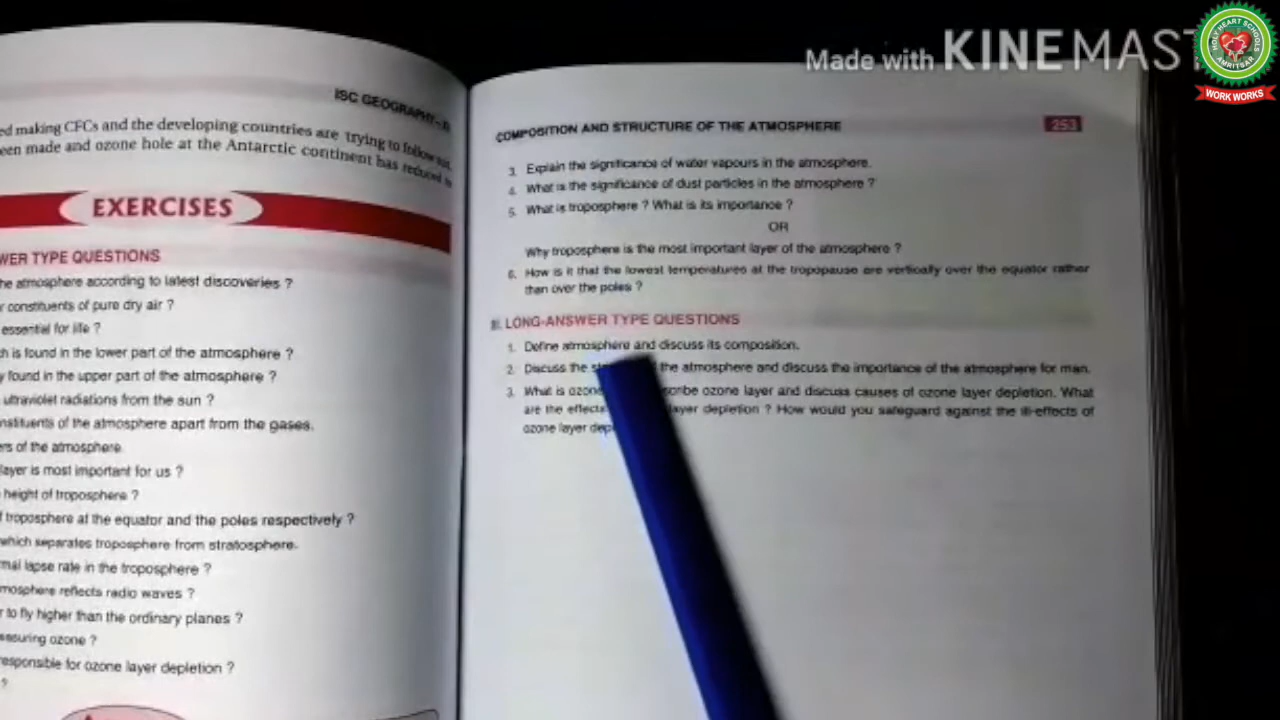 Made with KINEMAST
HOLY HEART SCHOOLS
AMRITSAR
WORK WORKS
ISC GEOGRAPHY-XI
ed making CFCs and the developing countries are trying to follow suit.
een made and ozone hole at the Antarctic continent has reduced in
EXERCISES
WER TYPE QUESTIONS
he atmosphere according to latest discoveries ?
r constituents of pure dry air ?
essential for life ?
h is found in the lower part of the atmosphere ?
y found in the upper part of the atmosphere ?
ultraviolet radiations from the sun ?
nstituents of the atmosphere apart from the gases.
ers of the atmosphere.
layer is most important for us ?
height of troposphere ?
f troposphere at the equator and the poles respectively ?
which separates troposphere from stratosphere.
mal lapse rate in the troposphere ?
mosphere reflects radio waves ?
r to fly higher than the ordinary planes ?
easuring ozone ?
responsible for ozone layer depletion ?
?
COMPOSITION AND STRUCTURE OF THE ATMOSPHERE 253
3. Explain the significance of water vapours in the atmosphere.
4. What is the significance of dust particles in the atmosphere ?
5. What is troposphere ? What is its importance ?
OR
Why troposphere is the most important layer of the atmosphere ?
6. How is it that the lowest temperatures at the tropopause are vertically over the equator rather
than over the poles ?
III. LONG-ANSWER TYPE QUESTIONS
1. Define atmosphere and discuss its composition.
2. Discuss the st the atmosphere and discuss the importance of the atmosphere for man.
3. What is ozone ribe ozone layer and discuss causes of ozone layer depletion. What
are the effects layer depletion ? How would you safeguard against the ill-effects of
ozone layer dep